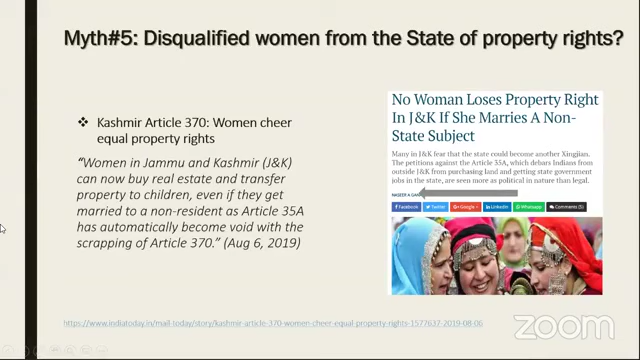 Myth#5: Disqualified women from the State of property rights?
Kashmir Article 370: Women cheer
equal property rights
“Women in Jammu and Kashmir (J&K)
can now buy real estate and transfer
property to children, even if they get
married to a non-resident as Article 35A
has automatically become void with the
scrapping of Article 370.” (Aug 6, 2019)
No Woman Loses Property Right
In J&K If She Marries A Non-
State Subject
Many in J&K fear that the state could become another Xingjian.
The petitions against the Article 35A, which debars Indians from
outside J&K from purchasing land and getting state government
jobs in the state, are seen more as political in nature than legal.
NASEER A GANAI
Facebook Twitter Google + Linkedin Whatsapp Comments (5)
https://www.indiatoday.in/mail-today/story/kashmir-article-370-women-cheer-equal-property-rights-1577637-2019-08-06
zoom